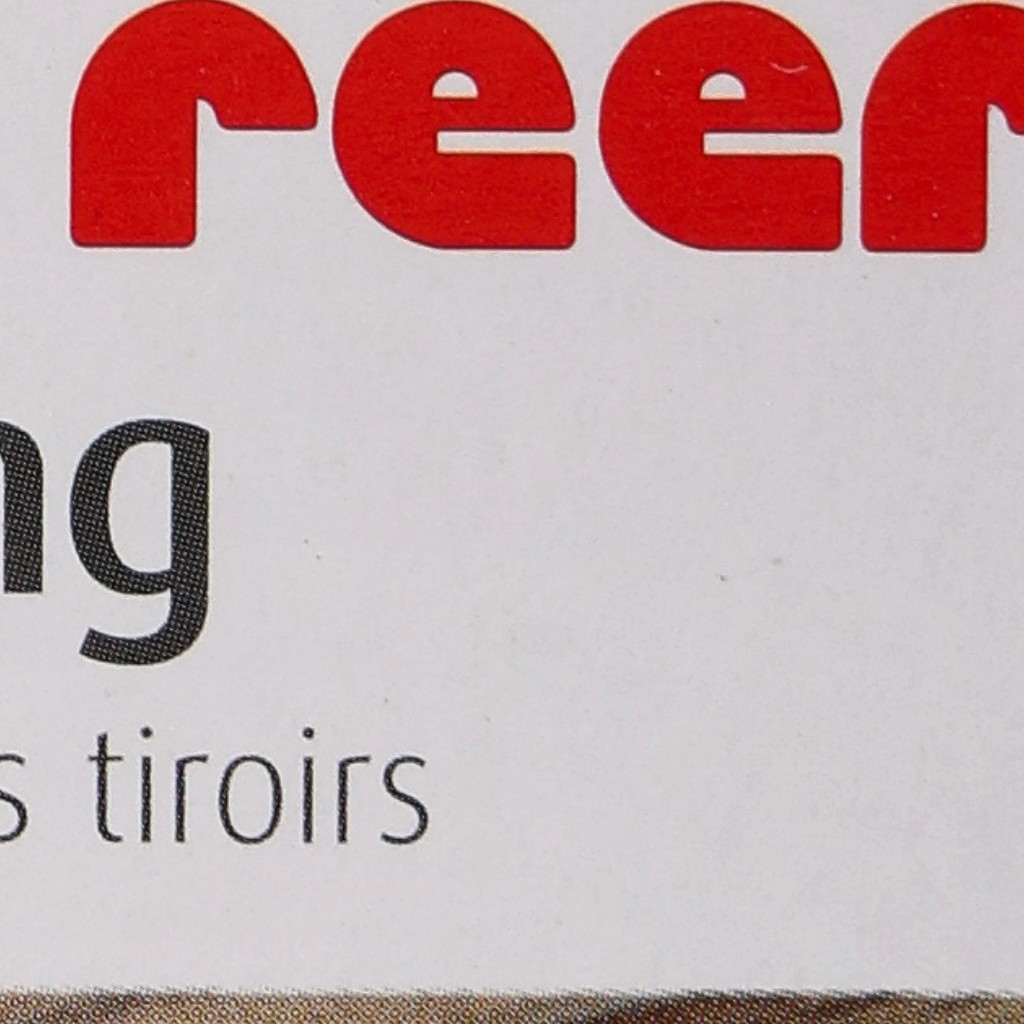 reer
ng
s tiroirs